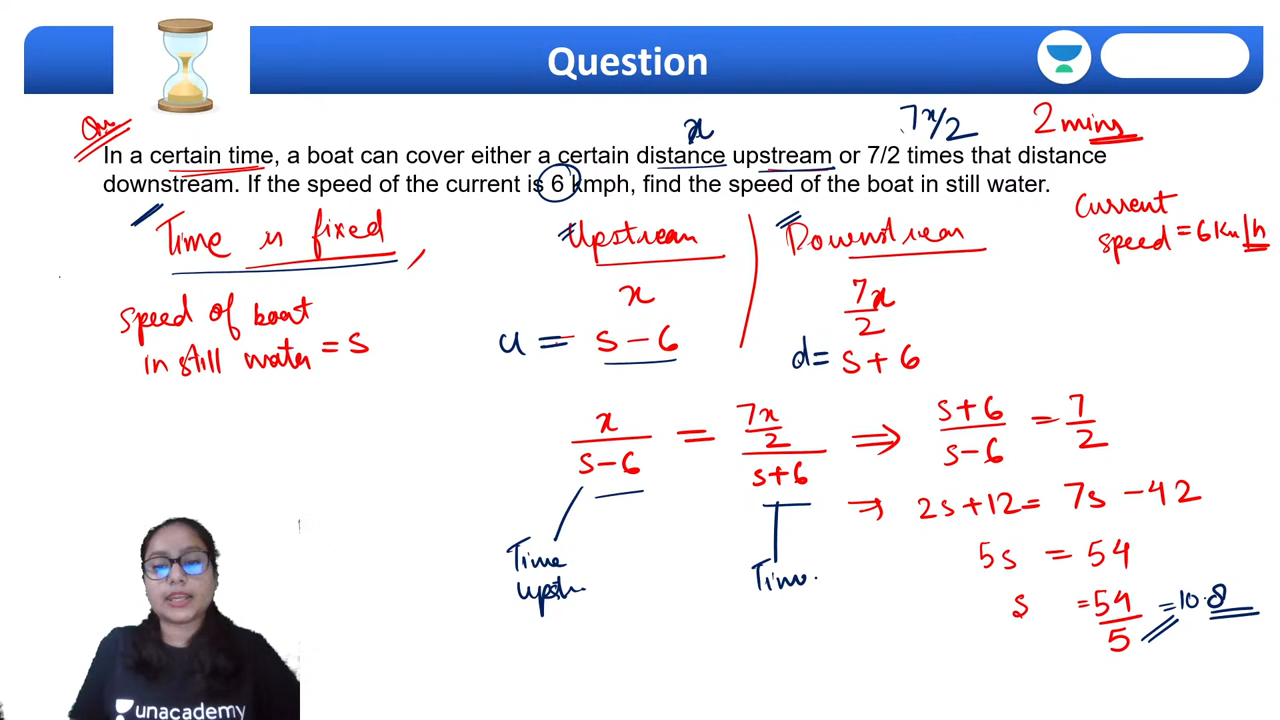 Question
Qn
x
7x/2
2 mins
In a certain time, a boat can cover either a certain distance upstream or 7/2 times that distance
downstream. If the speed of the current is 6 kmph, find the speed of the boat in still water.
Time is fixed,
Upstream
Downstream
Current
speed = 6 Km/h
speed of boat
in still water = s
x
u = s - 6
7x/2
d = s + 6
x/(s - 6) = (7x/2)/(s + 6) ⇒ (s + 6)/(s - 6) = 7/2
⇒ 2s + 12 = 7s - 42
5s = 54
s = 54/5 = 10.8
Time
upst
Time.
unacademy